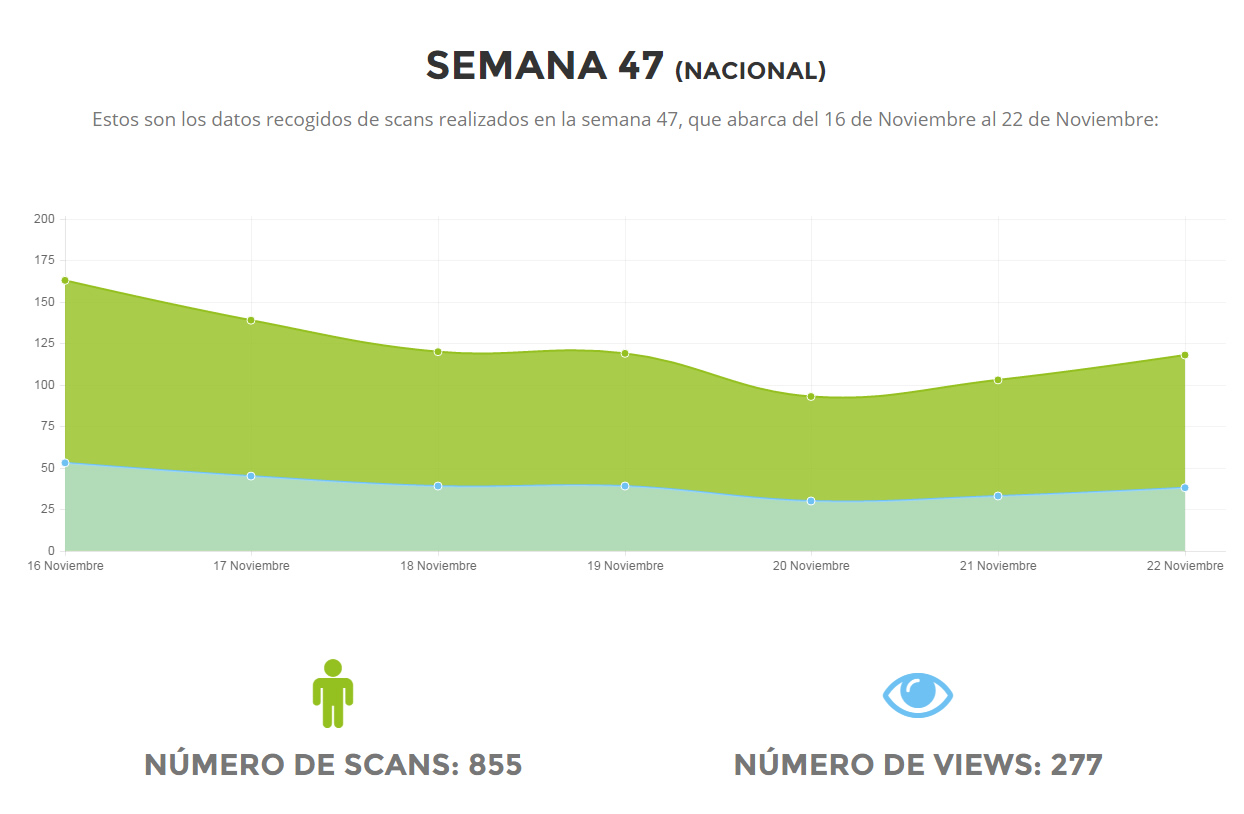 SEMANA 47 (NACIONAL)
Estos son los datos recogidos de scans realizados en la semana 47, que abarca del 16 de Noviembre al 22 de Noviembre:
200
175
150
125
100
75
50
25
0
16 Noviembre 17 Noviembre 18 Noviembre 19 Noviembre 20 Noviembre 21 Noviembre 22 Noviembre
NÚMERO DE SCANS: 855 NÚMERO DE VIEWS: 277